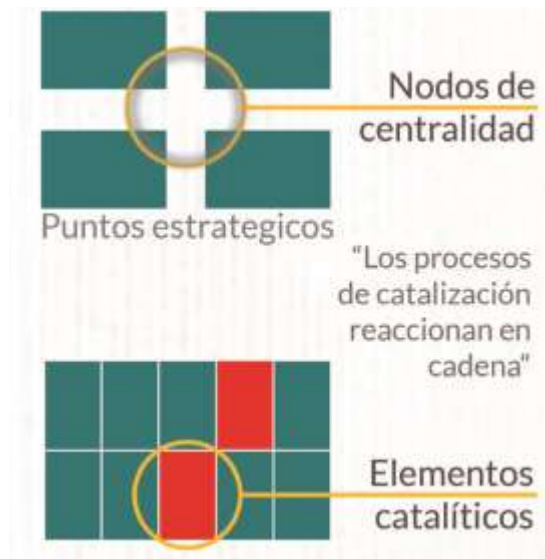 Nodos de
centralidad
Puntos estrategicos
"Los procesos
de catalización
reaccionan en
cadena"
Elementos
catalíticos